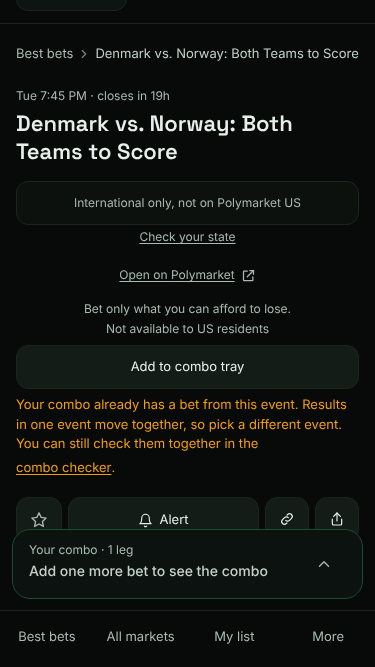 Best bets > Denmark vs. Norway: Both Teams to Score
Tue 7:45 PM · closes in 19h
Denmark vs. Norway: Both
Teams to Score
International only, not on Polymarket US
Check your state
Open on Polymarket
Bet only what you can afford to lose.
Not available to US residents
Add to combo tray
Your combo already has a bet from this event. Results
in one event move together, so pick a different event.
You can still check them together in the
combo checker.
Alert
Your combo · 1 leg
Add one more bet to see the combo
Best bets All markets My list More